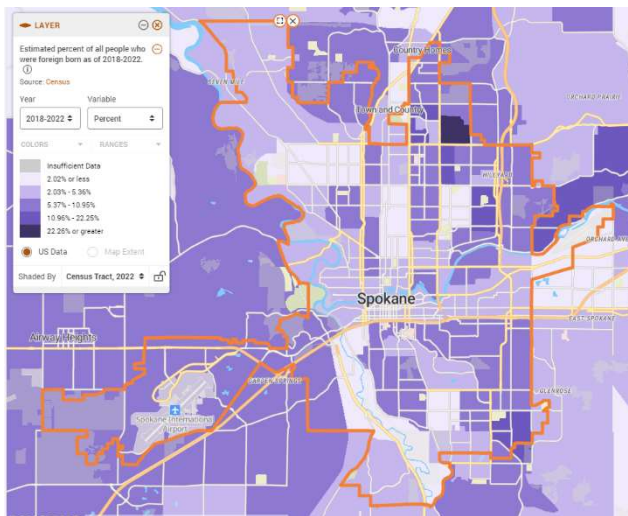 LAYER
Estimated percent of all people who
were foreign born as of 2018-2022.
Source: Census
Year
Variable
2018-2022
Percent
COLORS
RANGES
Insufficient Data
2.02% or less
2.03% - 5.36%
5.37% - 10.95%
10.96% - 22.25%
22.26% or greater
US Data
Map Extent
Shaded By
Census Tract, 2022
Country Homes
Town and Country
ORCHARD PRAIRIE
HILLYARD
Spokane
EAST SPOKANE
Airway Heights
GARDEN SPRINGS
GLENROSE
Spokane International
Airport